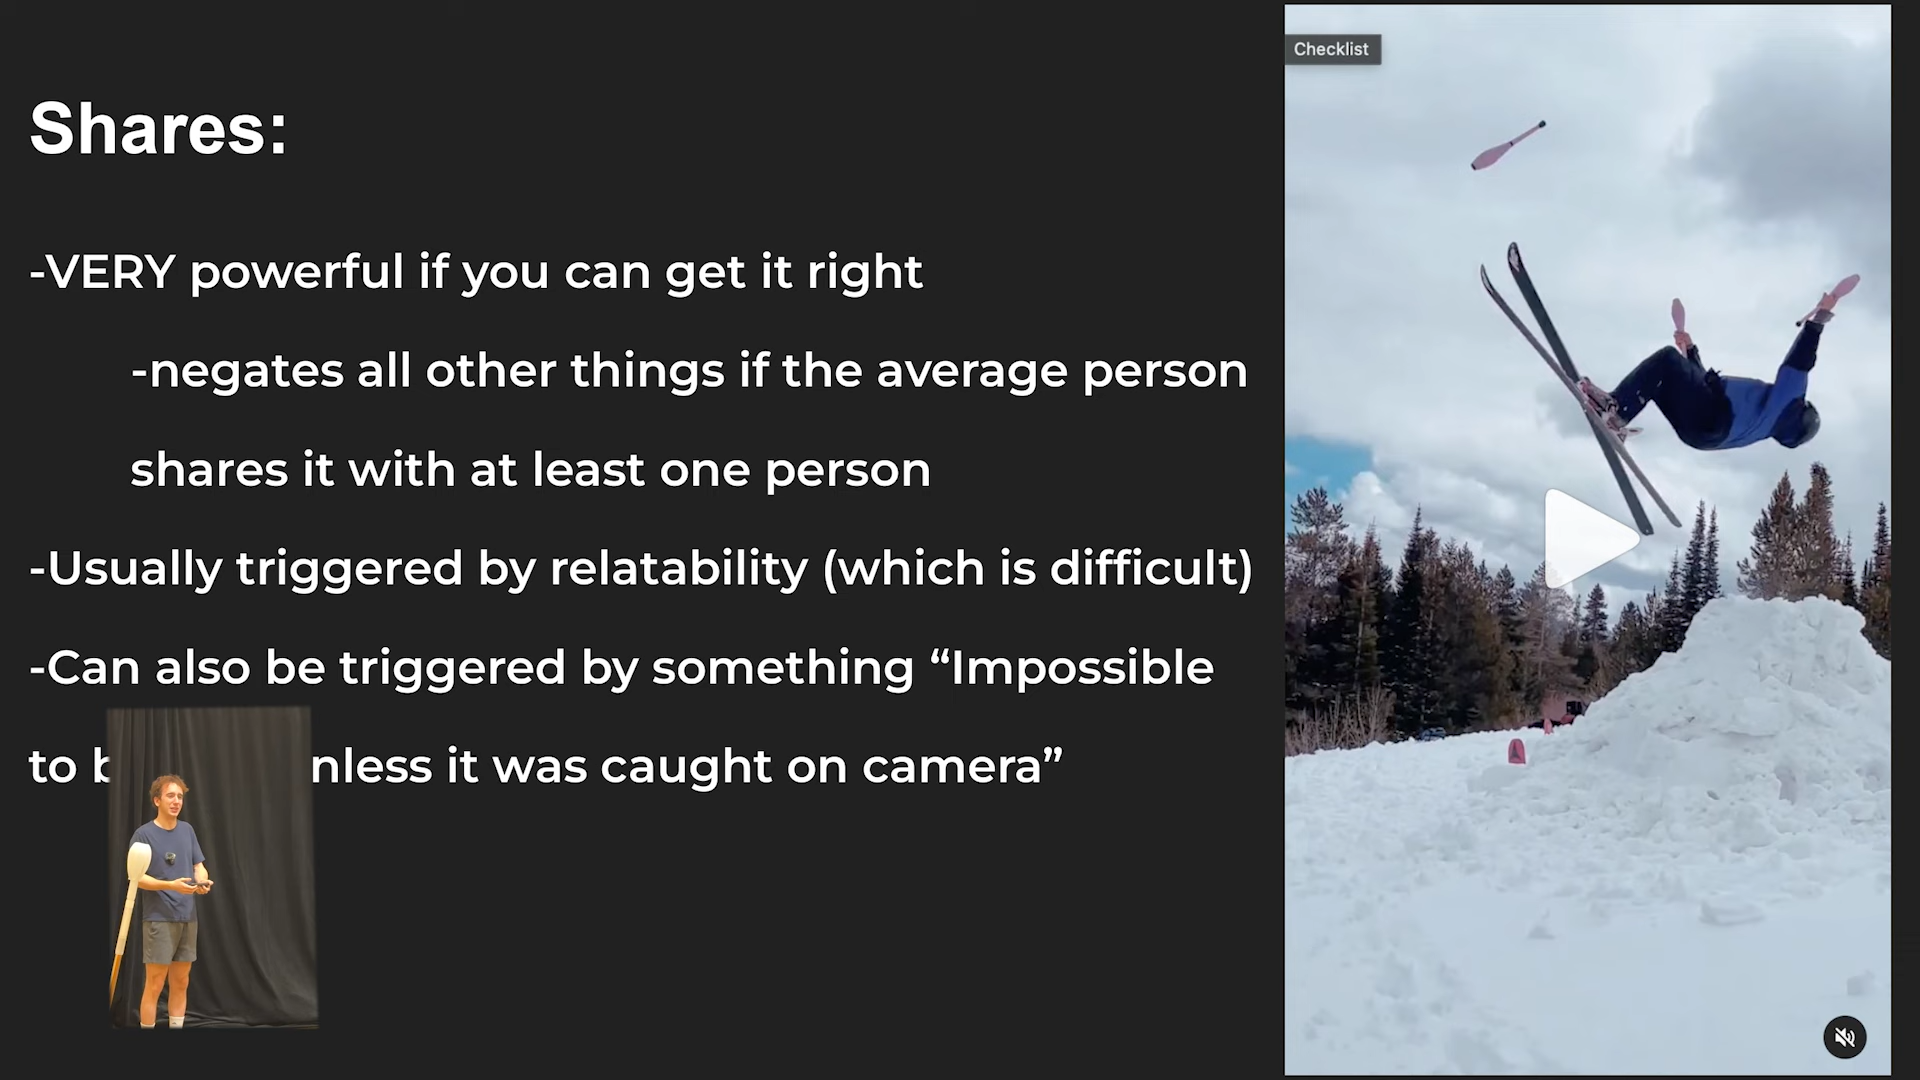 Shares:
-VERY powerful if you can get it right
-negates all other things if the average person
shares it with at least one person
-Usually triggered by relatability (which is difficult)
-Can also be triggered by something “Impossible
to nless it was caught on camera”
Checklist